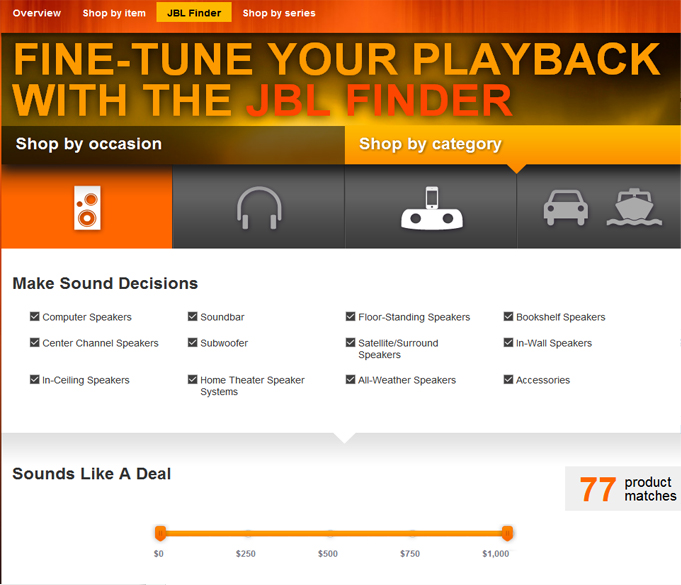 Overview Shop by item JBL Finder Shop by series
FINE-TUNE YOUR PLAYBACK
WITH THE JBL FINDER
Shop by occasion Shop by category
Make Sound Decisions
Computer Speakers Soundbar Floor-Standing Speakers Bookshelf Speakers
Center Channel Speakers Subwoofer Satellite/Surround In-Wall Speakers
Speakers
In-Ceiling Speakers Home Theater Speaker All-Weather Speakers Accessories
Systems
Sounds Like A Deal
77 product
matches
$0 $250 $500 $750 $1,000